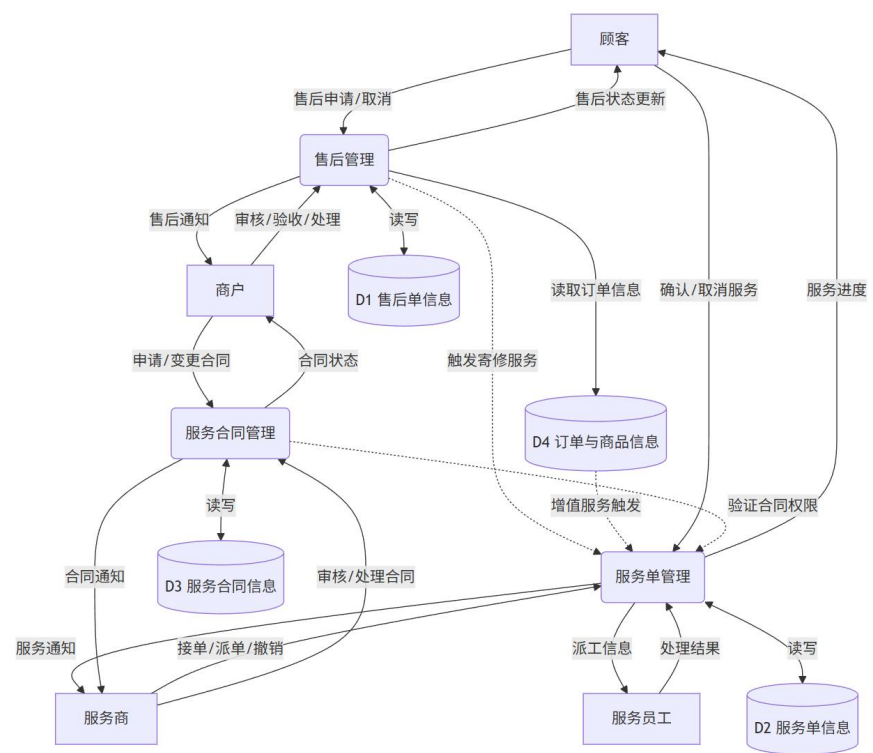 顾客
售后申请/取消
售后状态更新
售后管理
售后通知
审核/验收/处理
读写
商户
D1 售后单信息
读取订单信息
确认/取消服务
服务进度
申请/变更合同
合同状态
触发寄修服务
服务合同管理
D4 订单与商品信息
读写
增值服务触发
验证合同权限
合同通知
D3 服务合同信息
审核/处理合同
服务单管理
服务通知
接单/派单/撤销
派工信息
处理结果
读写
服务商
服务员工
D2 服务单信息